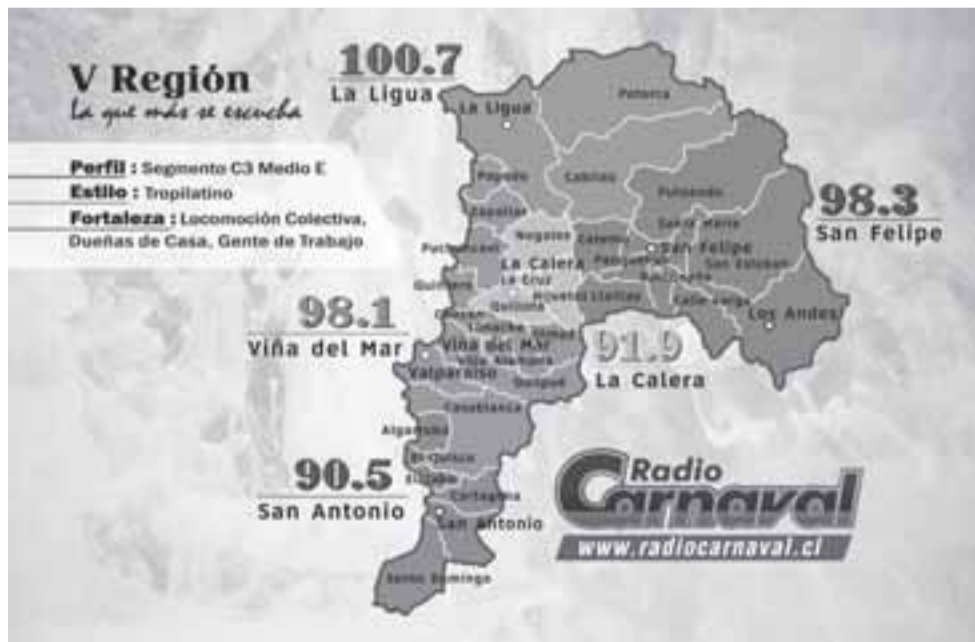 V Región
La que más se escucha
Perfil : Segmento C3 Medio E
Estilo : Tropilatino
Fortaleza : Locomoción Colectiva,
Dueñas de Casa, Gente de Trabajo
100.7
La Ligua
98.3
San Felipe
98.1
Viña del Mar
91.9
La Calera
90.5
San Antonio
La Ligua
Petorca
Cabildo
Papudo
Zapallar
Putaendo
Santa María
San Felipe
San Esteban
Nogales
Catemu
La Calera
La Cruz
Hijuelas Llaillay
Calle Larga
Los Andes
Quintero
Quillota
Limache
Viña del Mar
Villa Alemana
Valparaíso
Quilpué
Casablanca
Algarrobo
El Quisco
El Tabo
Cartagena
San Antonio
Santo Domingo
Radio
Carnaval
www.radiocarnaval.cl